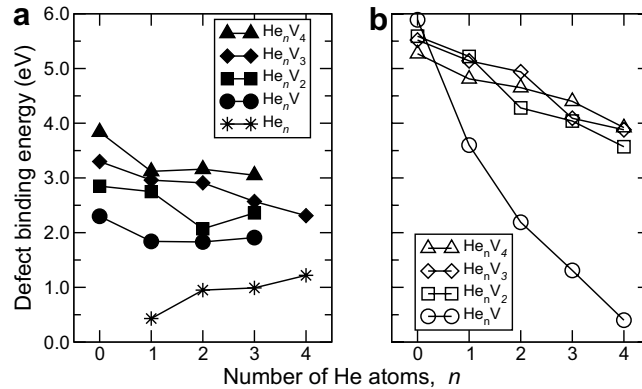 a
b
Defect binding energy (eV)
6.0
5.0
4.0
3.0
2.0
1.0
0.0
HenV4
HenV3
HenV2
HenV
Hen
HenV4
HenV3
HenV2
HenV
0 1 2 3 4
0 1 2 3 4
Number of He atoms, n